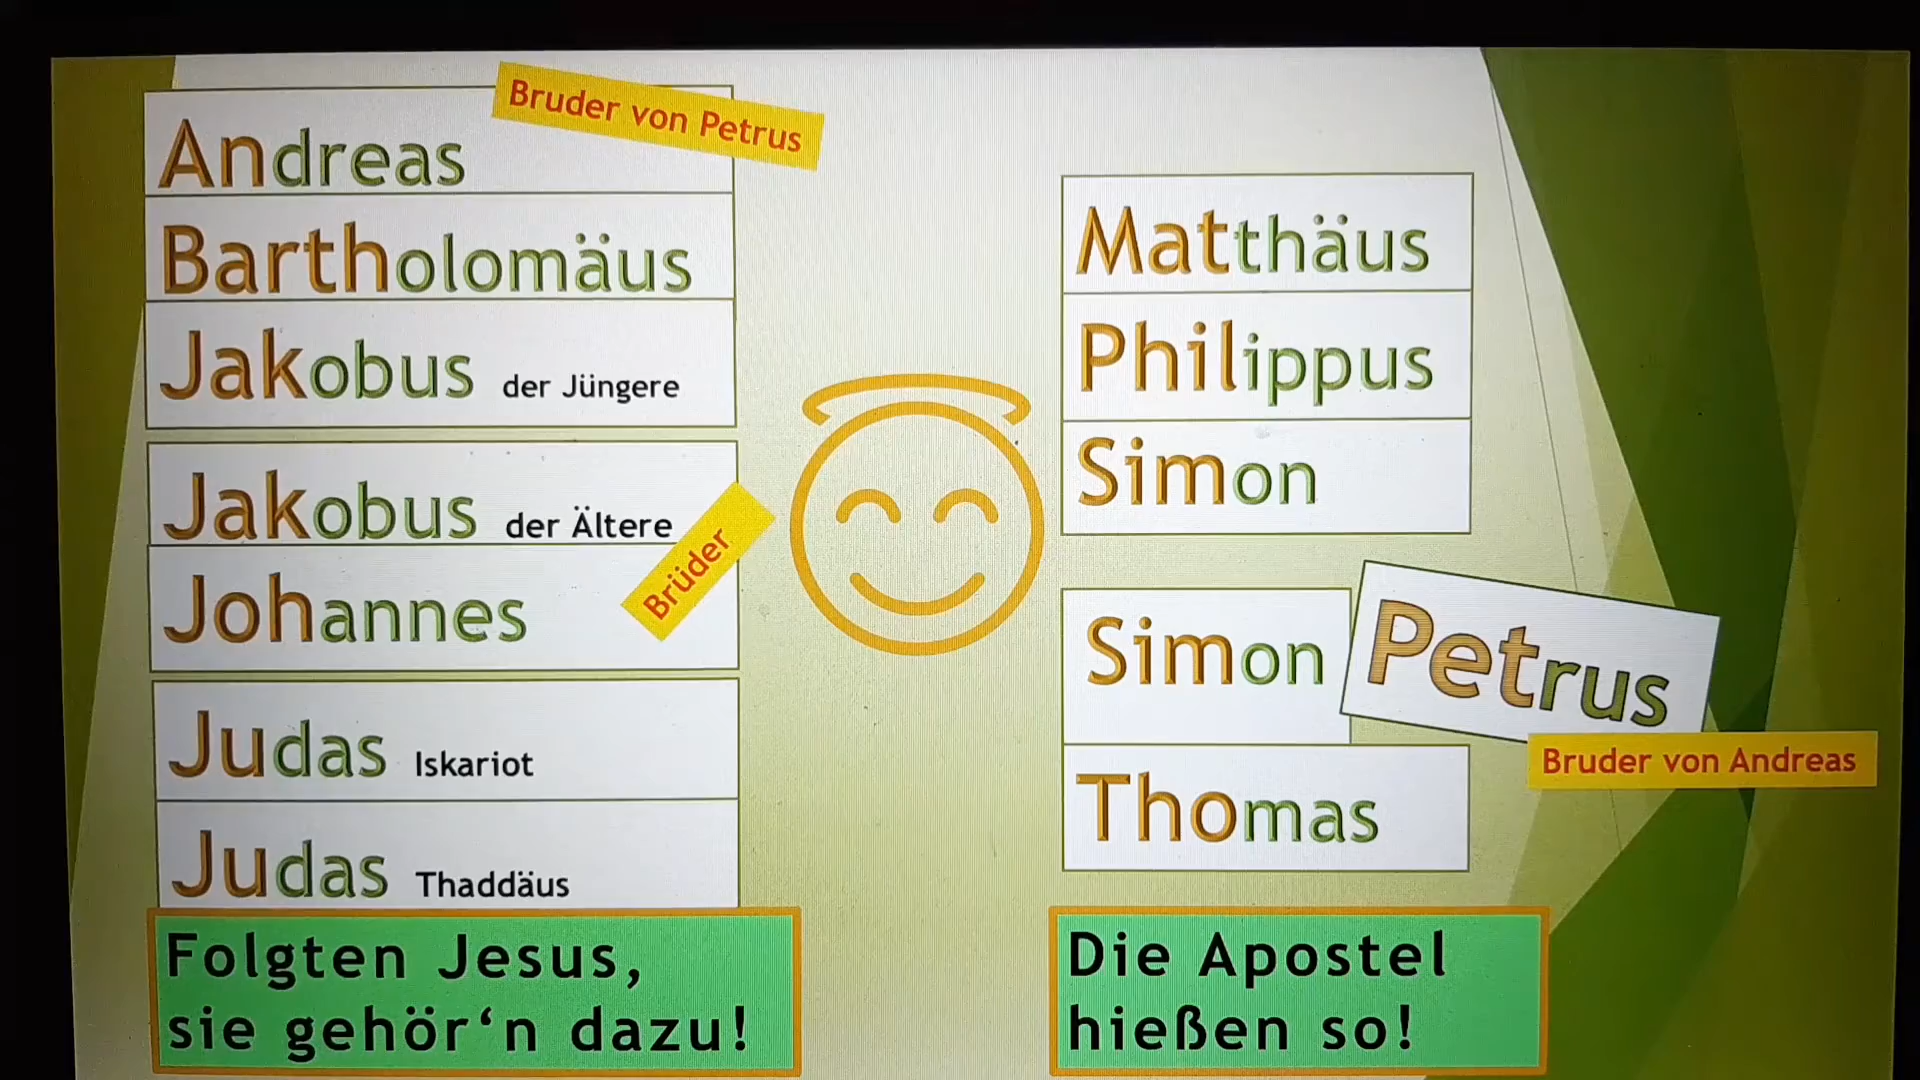 Andreas
Bruder von Petrus
Bartholomäus
Jakobus der Jüngere
Jakobus der Ältere
Johannes
Brüder
Judas Iskariot
Judas Thaddäus
Folgten Jesus,
sie gehör‘n dazu!
Matthäus
Philippus
Simon
Simon Petrus
Bruder von Andreas
Thomas
Die Apostel
hießen so!